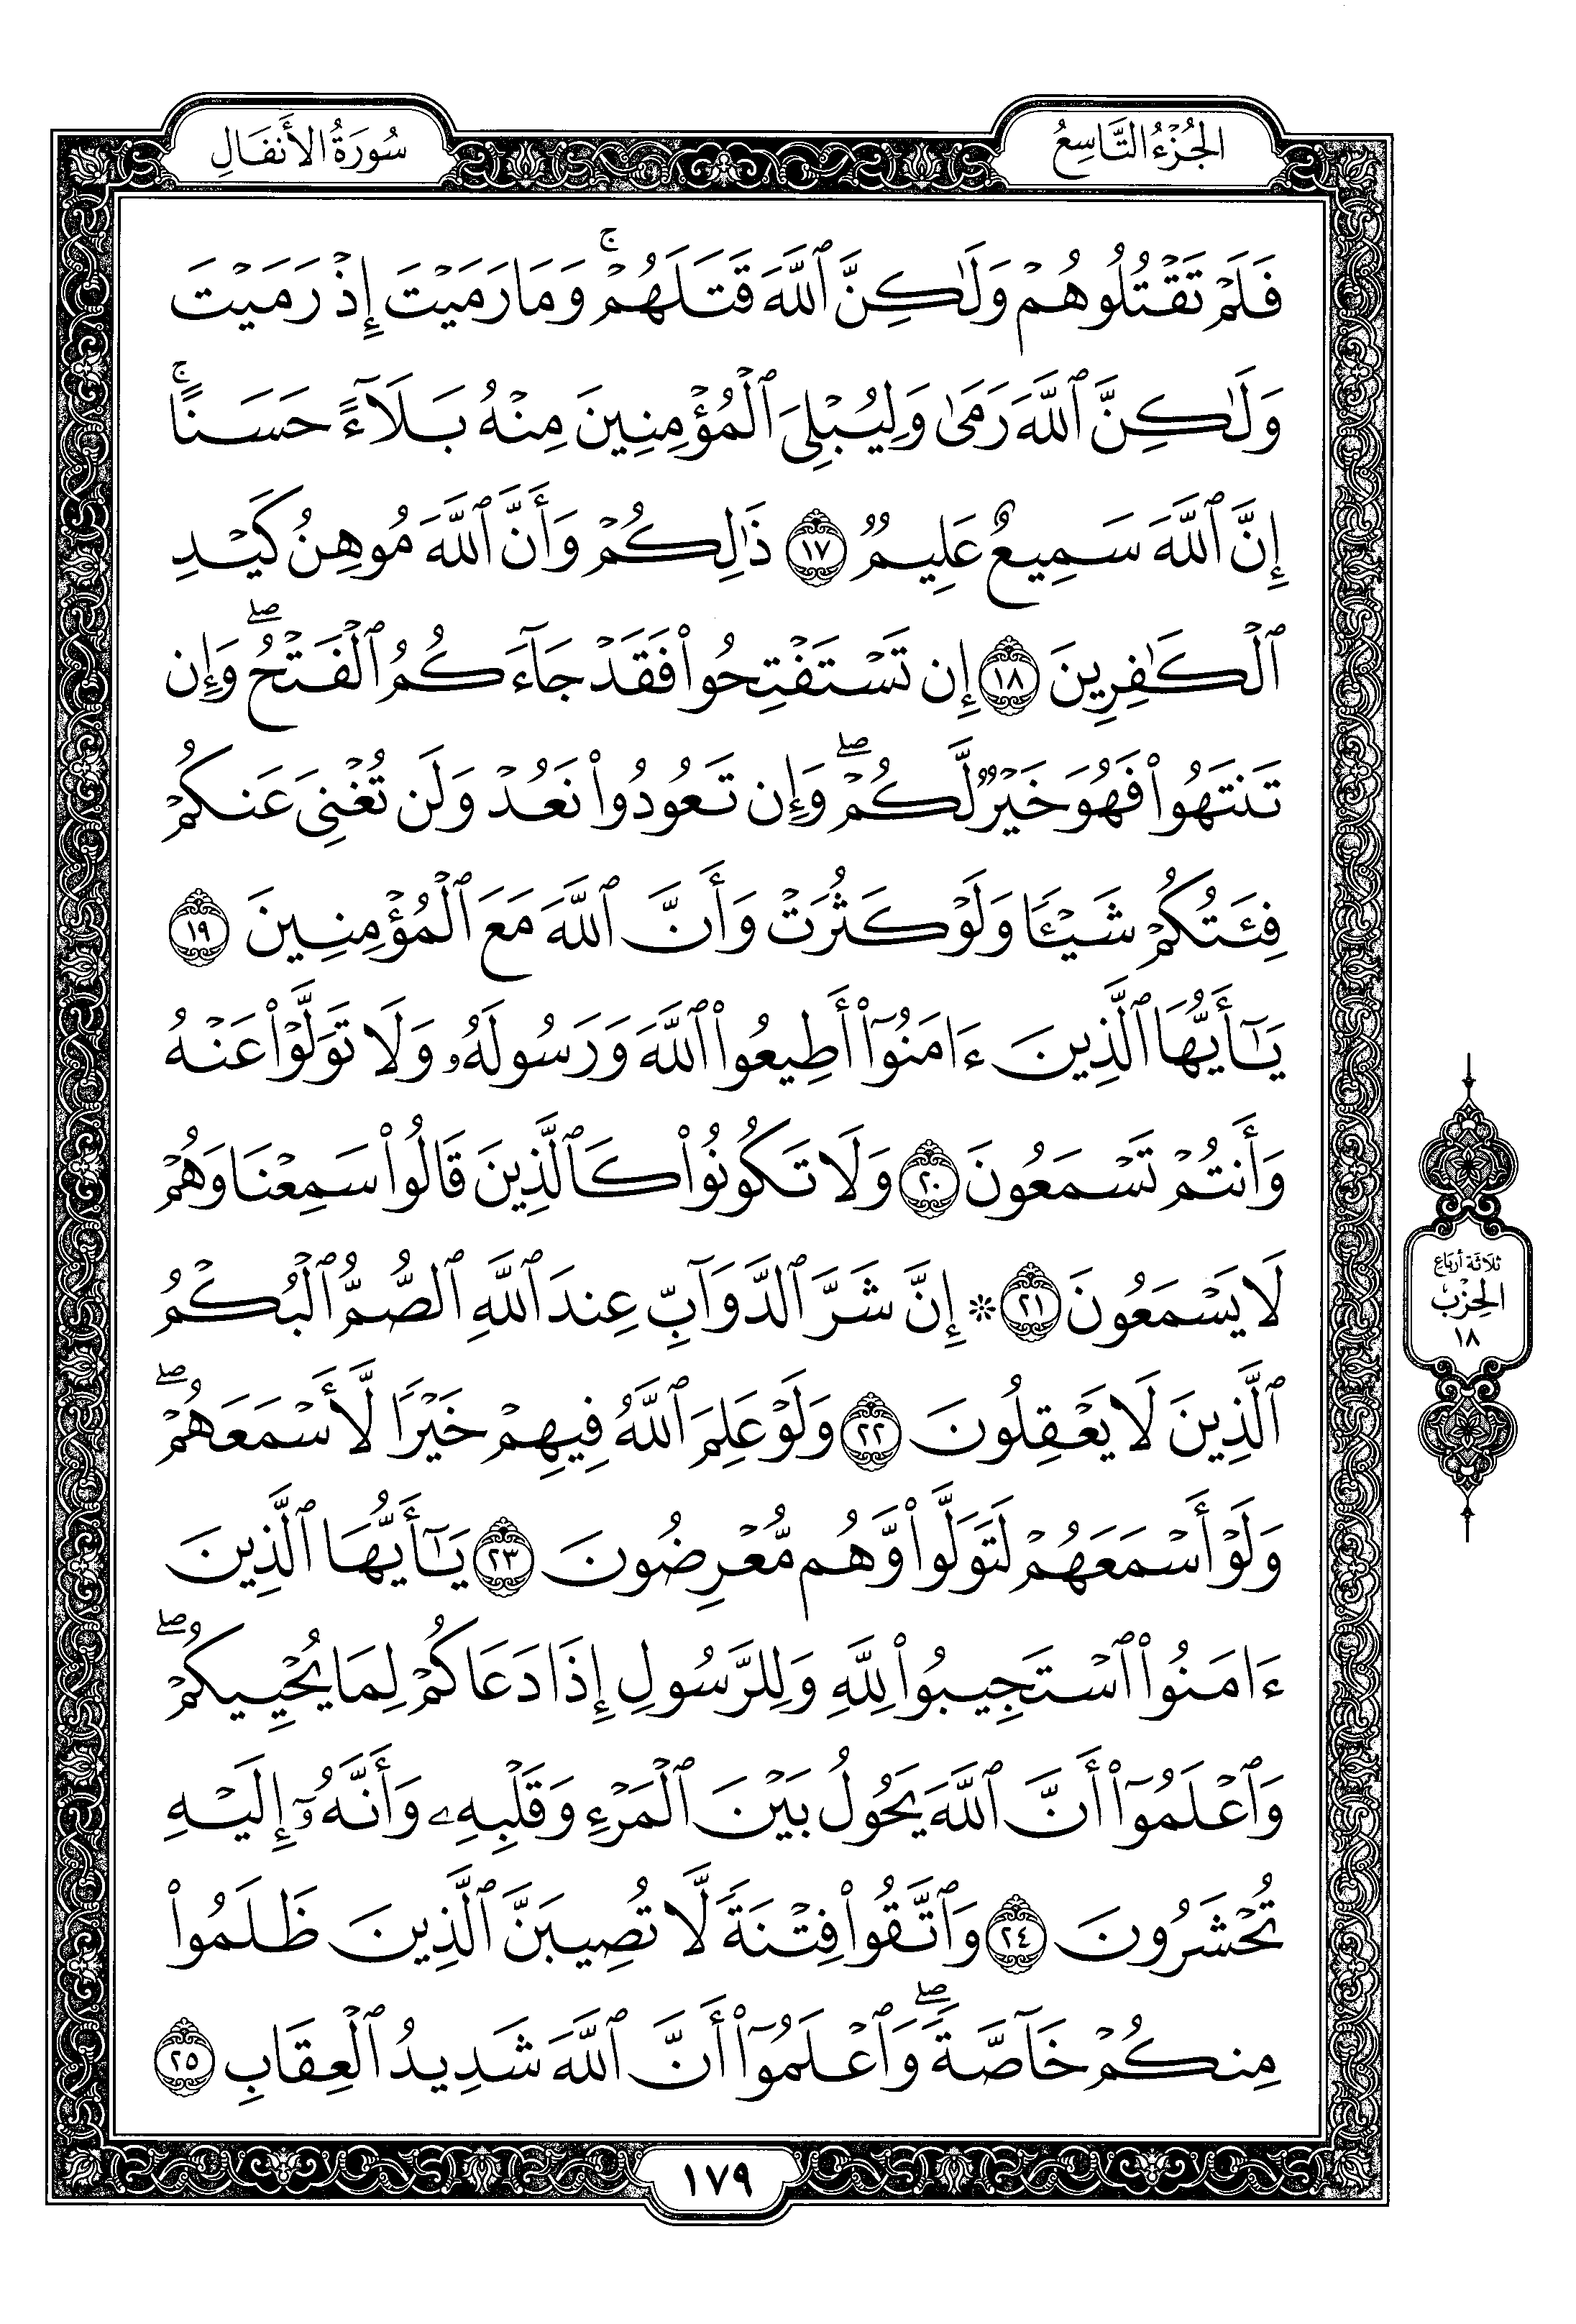 الجُزْءُ التَّاسِعُ
سُورَةُ الأَنفَالِ
فَلَمْ تَقْتُلُوهُمْ وَلَٰكِنَّ ٱللَّهَ قَتَلَهُمْ ۚ وَمَا رَمَيْتَ إِذْ رَمَيْتَ
وَلَٰكِنَّ ٱللَّهَ رَمَىٰ وَلِيُبْلِىَ ٱلْمُؤْمِنِينَ مِنْهُ بَلَآءً حَسَنًا ۚ
إِنَّ ٱللَّهَ سَمِيعٌ عَلِيمٌ ١٧ ذَٰلِكُمْ وَأَنَّ ٱللَّهَ مُوهِنُ كَيْدِ
ٱلْكَٰفِرِينَ ١٨ إِن تَسْتَفْتِحُوا۟ فَقَدْ جَآءَكُمُ ٱلْفَتْحُ ۖ وَإِن
تَنتَهُوا۟ فَهُوَ خَيْرٌ لَّكُمْ ۖ وَإِن تَعُودُوا۟ نَعُدْ وَلَن تُغْنِىَ عَنكُمْ
فِئَتُكُمْ شَيْـًٔا وَلَوْ كَثُرَتْ وَأَنَّ ٱللَّهَ مَعَ ٱلْمُؤْمِنِينَ ١٩
يَٰٓأَيُّهَا ٱلَّذِينَ ءَامَنُوٓا۟ أَطِيعُوا۟ ٱللَّهَ وَرَسُولَهُۥ وَلَا تَوَلَّوْا۟ عَنْهُ
وَأَنتُمْ تَسْمَعُونَ ٢٠ وَلَا تَكُونُوا۟ كَٱلَّذِينَ قَالُوا۟ سَمِعْنَا وَهُمْ
لَا يَسْمَعُونَ ٢١ ۞ إِنَّ شَرَّ ٱلدَّوَآبِّ عِندَ ٱللَّهِ ٱلصُّمُّ ٱلْبُكْمُ
ٱلَّذِينَ لَا يَعْقِلُونَ ٢٢ وَلَوْ عَلِمَ ٱللَّهُ فِيهِمْ خَيْرًا لَّأَسْمَعَهُمْ ۖ
وَلَوْ أَسْمَعَهُمْ لَتَوَلَّوا۟ وَّهُم مُّعْرِضُونَ ٢٣ يَٰٓأَيُّهَا ٱلَّذِينَ
ءَامَنُوا۟ ٱسْتَجِيبُوا۟ لِلَّهِ وَلِلرَّسُولِ إِذَا دَعَاكُمْ لِمَا يُحْيِيكُمْ ۖ
وَٱعْلَمُوٓا۟ أَنَّ ٱللَّهَ يَحُولُ بَيْنَ ٱلْمَرْءِ وَقَلْبِهِۦ وَأَنَّهُۥٓ إِلَيْهِ
تُحْشَرُونَ ٢٤ وَٱتَّقُوا۟ فِتْنَةً لَّا تُصِيبَنَّ ٱلَّذِينَ ظَلَمُوا۟
مِنكُمْ خَآصَّةً ۖ وَٱعْلَمُوٓا۟ أَنَّ ٱللَّهَ شَدِيدُ ٱلْعِقَابِ ٢٥
ثلاثة أرباع
الحِزْب
١٨
١٧٩